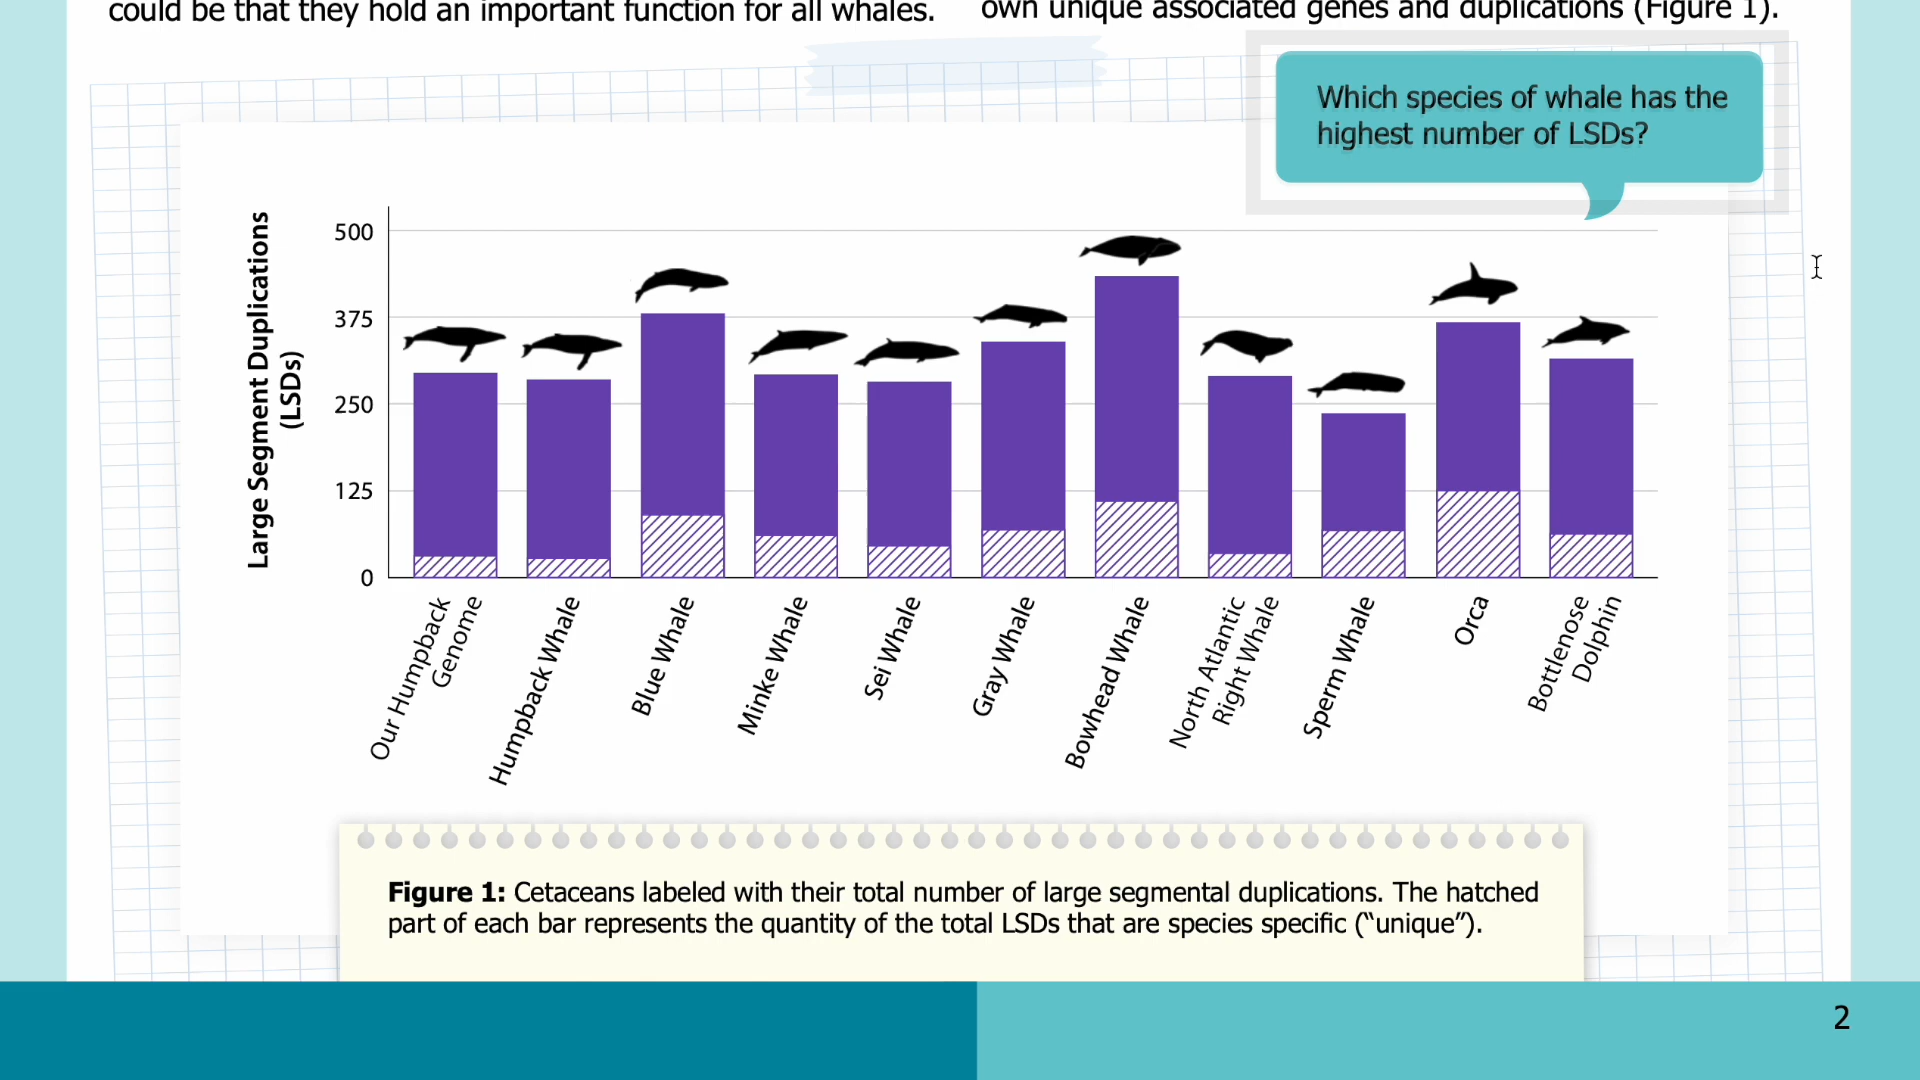 could be that they hold an important function for all whales.
own unique associated genes and duplications (Figure 1).
Which species of whale has the
highest number of LSDs?
Large Segment Duplications
(LSDs)
500
375
250
125
0
Our Humpback
Genome
Humpback Whale
Blue Whale
Minke Whale
Sei Whale
Gray Whale
Bowhead Whale
North Atlantic
Right Whale
Sperm Whale
Orca
Bottlenose
Dolphin
Figure 1: Cetaceans labeled with their total number of large segmental duplications. The hatched
part of each bar represents the quantity of the total LSDs that are species specific (“unique”).
2